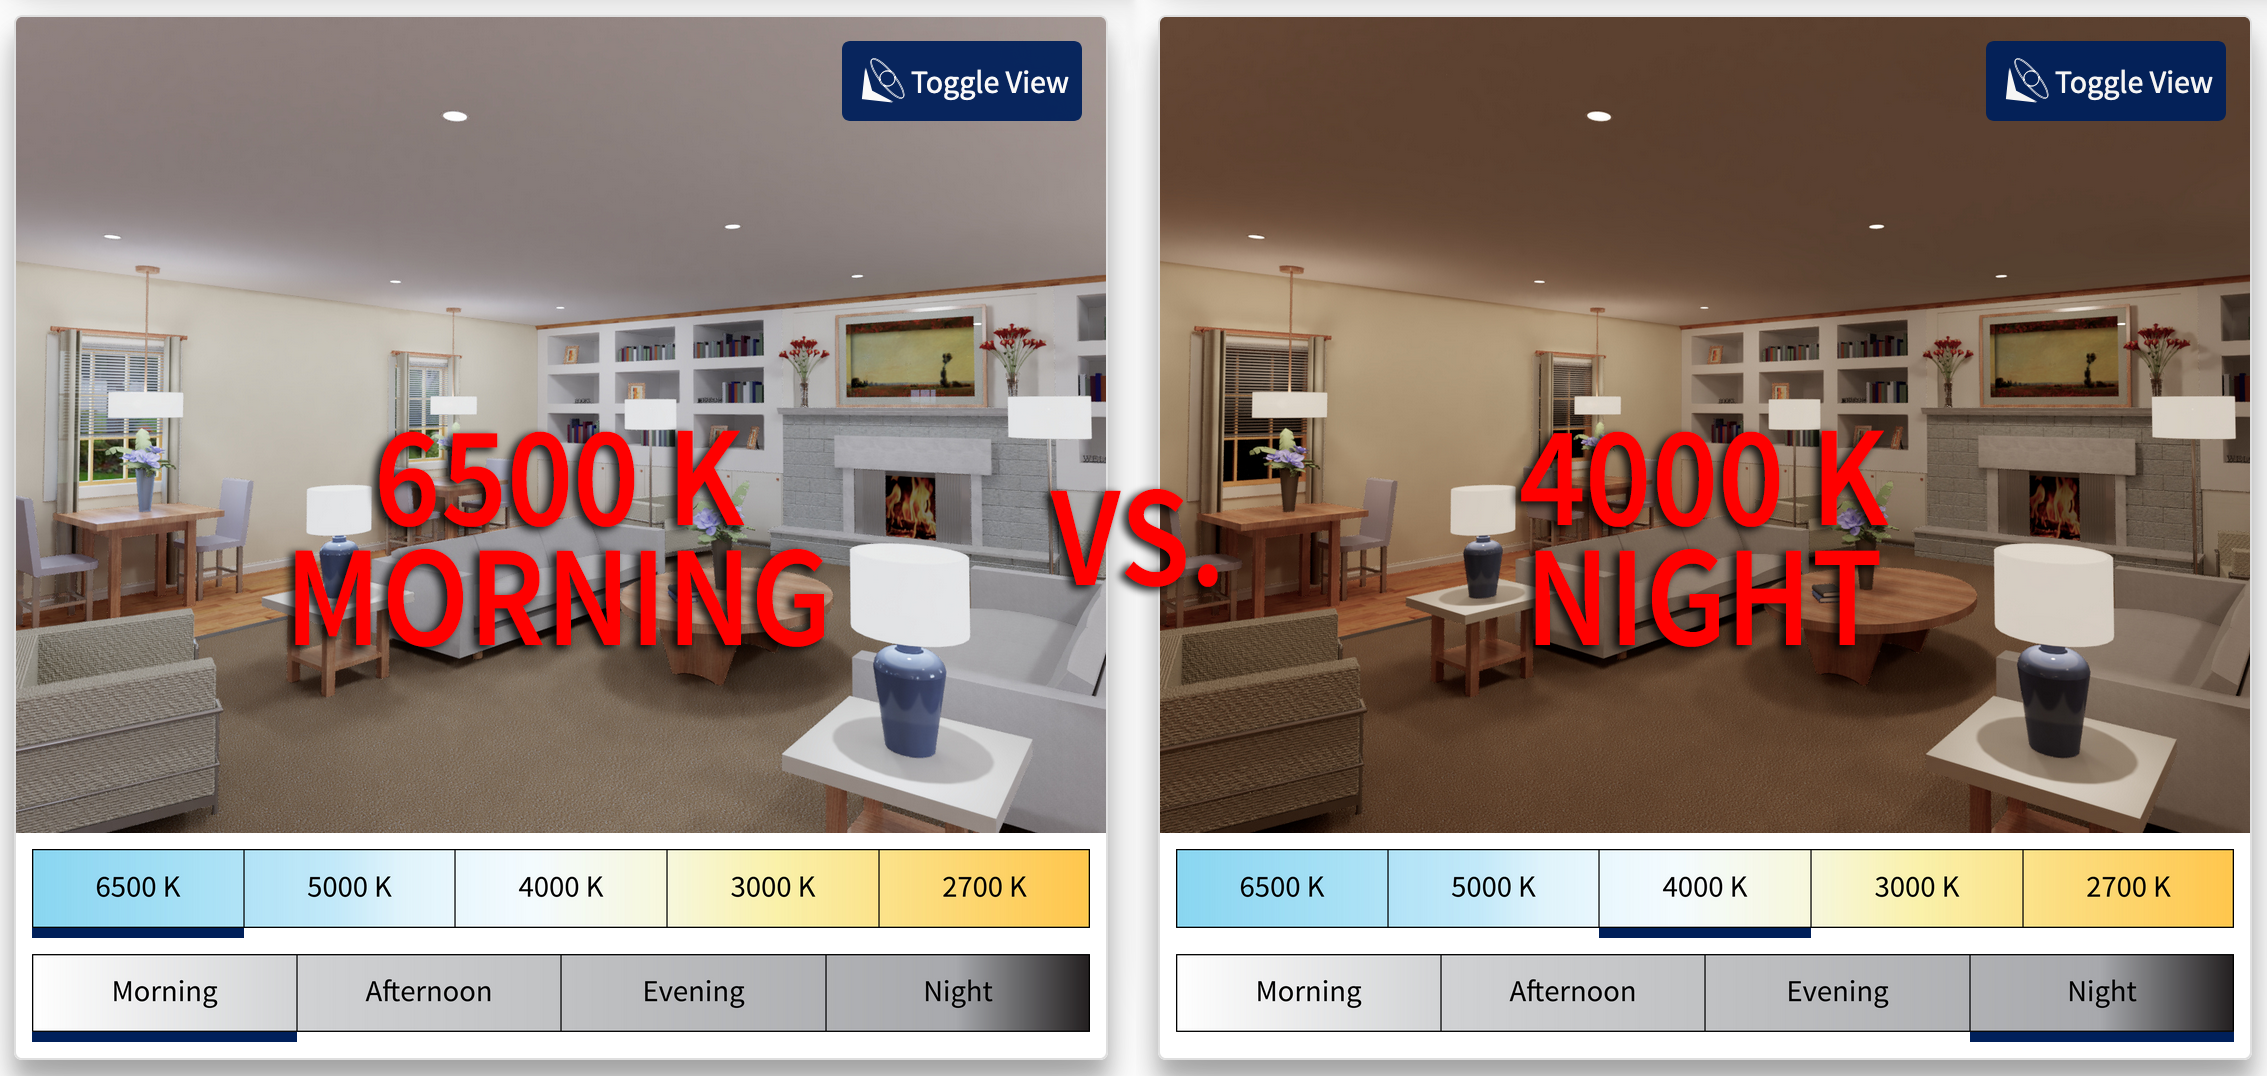 Toggle View
6500 K
MORNING
6500 K 5000 K 4000 K 3000 K 2700 K
Morning Afternoon Evening Night
VS.
Toggle View
4000 K
NIGHT
6500 K 5000 K 4000 K 3000 K 2700 K
Morning Afternoon Evening Night